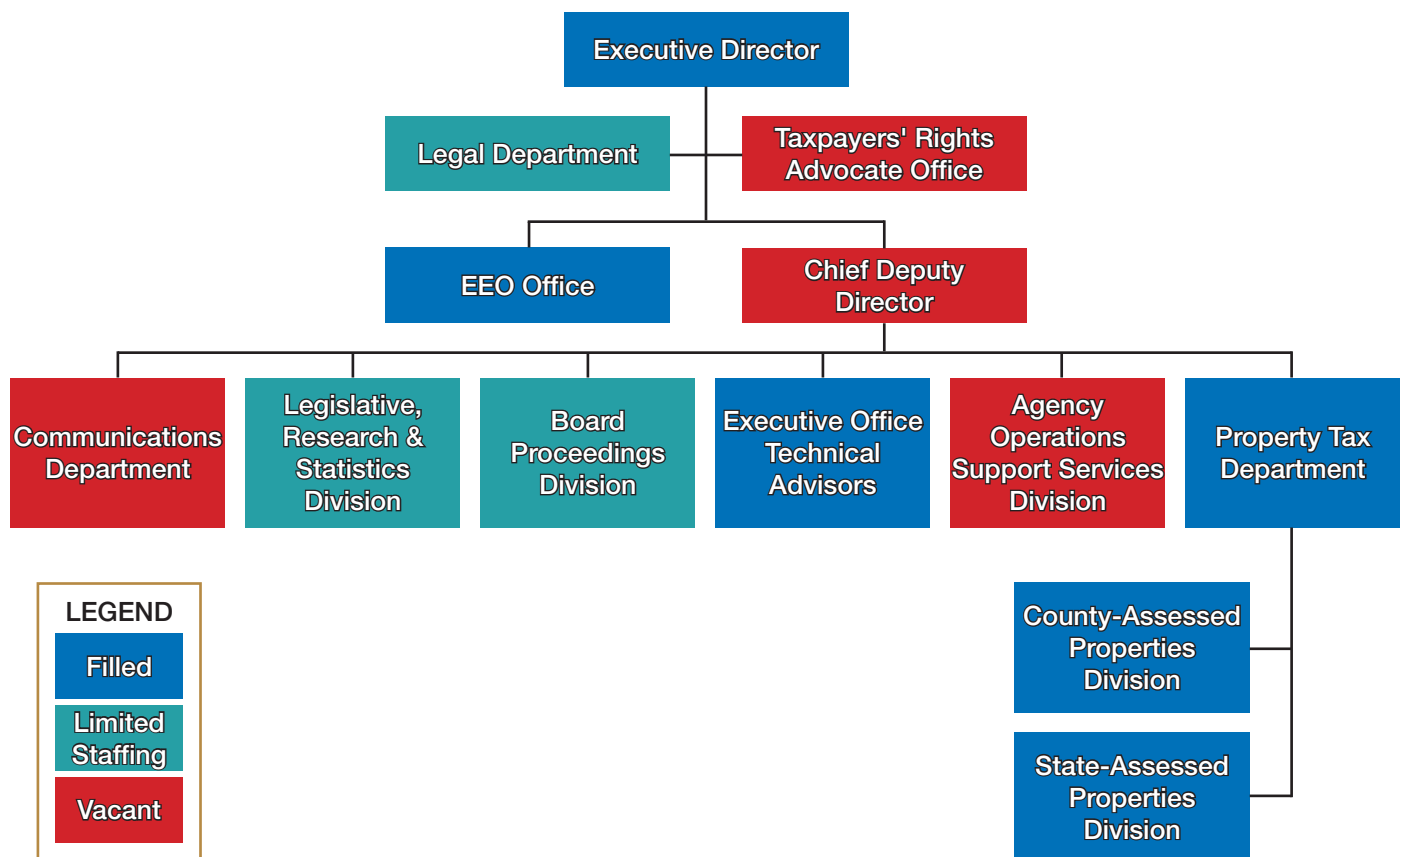 Executive Director
Legal Department
Taxpayers' Rights
Advocate Office
EEO Office
Chief Deputy
Director
Communications
Department
Legislative,
Research &
Statistics
Division
Board
Proceedings
Division
Executive Office
Technical
Advisors
Agency
Operations
Support Services
Division
Property Tax
Department
County-Assessed
Properties
Division
State-Assessed
Properties
Division
LEGEND
Filled
Limited
Staffing
Vacant